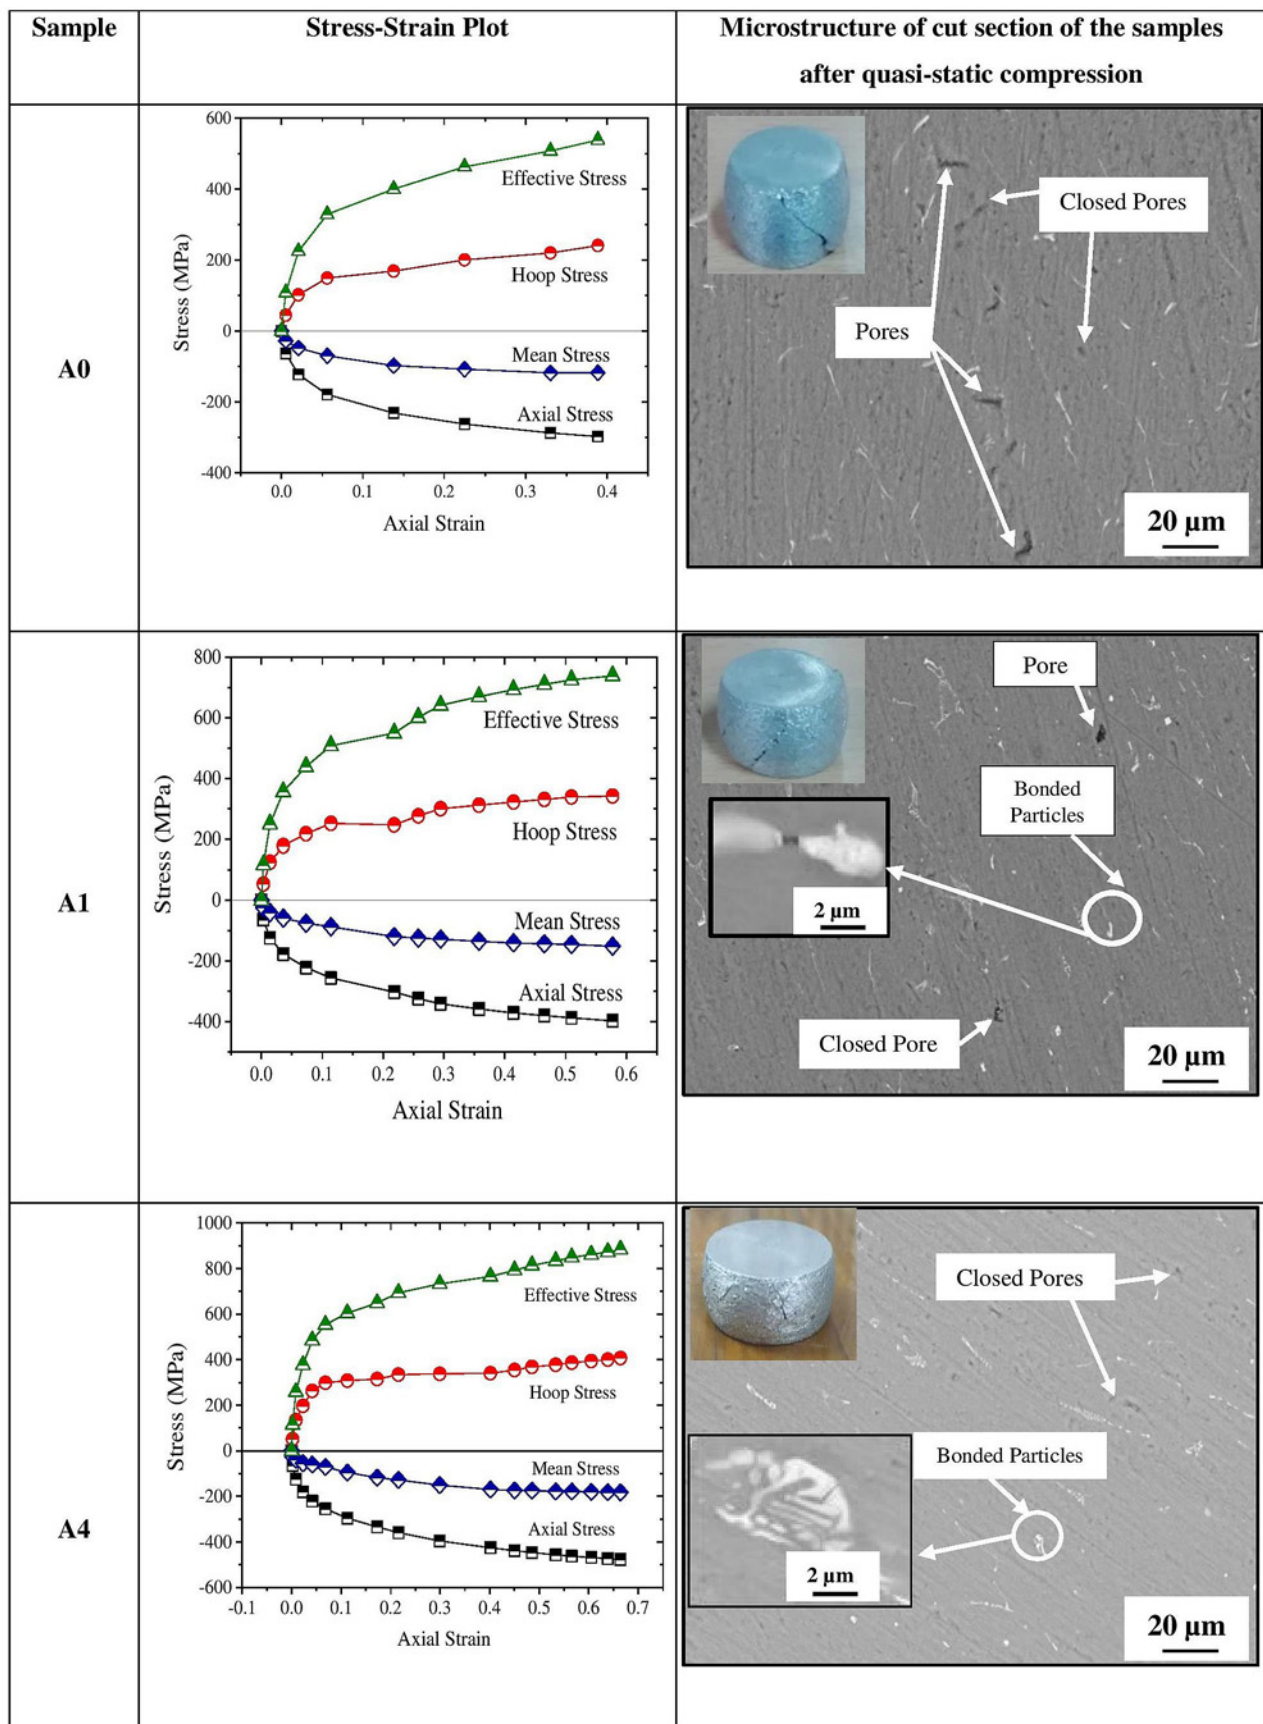 Sample
Stress-Strain Plot
Microstructure of cut section of the samples
after quasi-static compression
A0
600
400
200
0
-200
-400
Stress (MPa)
Effective Stress
Hoop Stress
Mean Stress
Axial Stress
0.0 0.1 0.2 0.3 0.4
Axial Strain
Closed Pores
Pores
20 µm
A1
800
600
400
200
0
-200
-400
Stress (MPa)
Effective Stress
Hoop Stress
Mean Stress
Axial Stress
0.0 0.1 0.2 0.3 0.4 0.5 0.6
Axial Strain
Pore
Bonded
Particles
2 µm
Closed Pore
20 µm
A4
1000
800
600
400
200
0
-200
-400
-600
Stress (MPa)
Effective Stress
Hoop Stress
Mean Stress
Axial Stress
-0.1 0.0 0.1 0.2 0.3 0.4 0.5 0.6 0.7
Axial Strain
Closed Pores
Bonded Particles
2 µm
20 µm